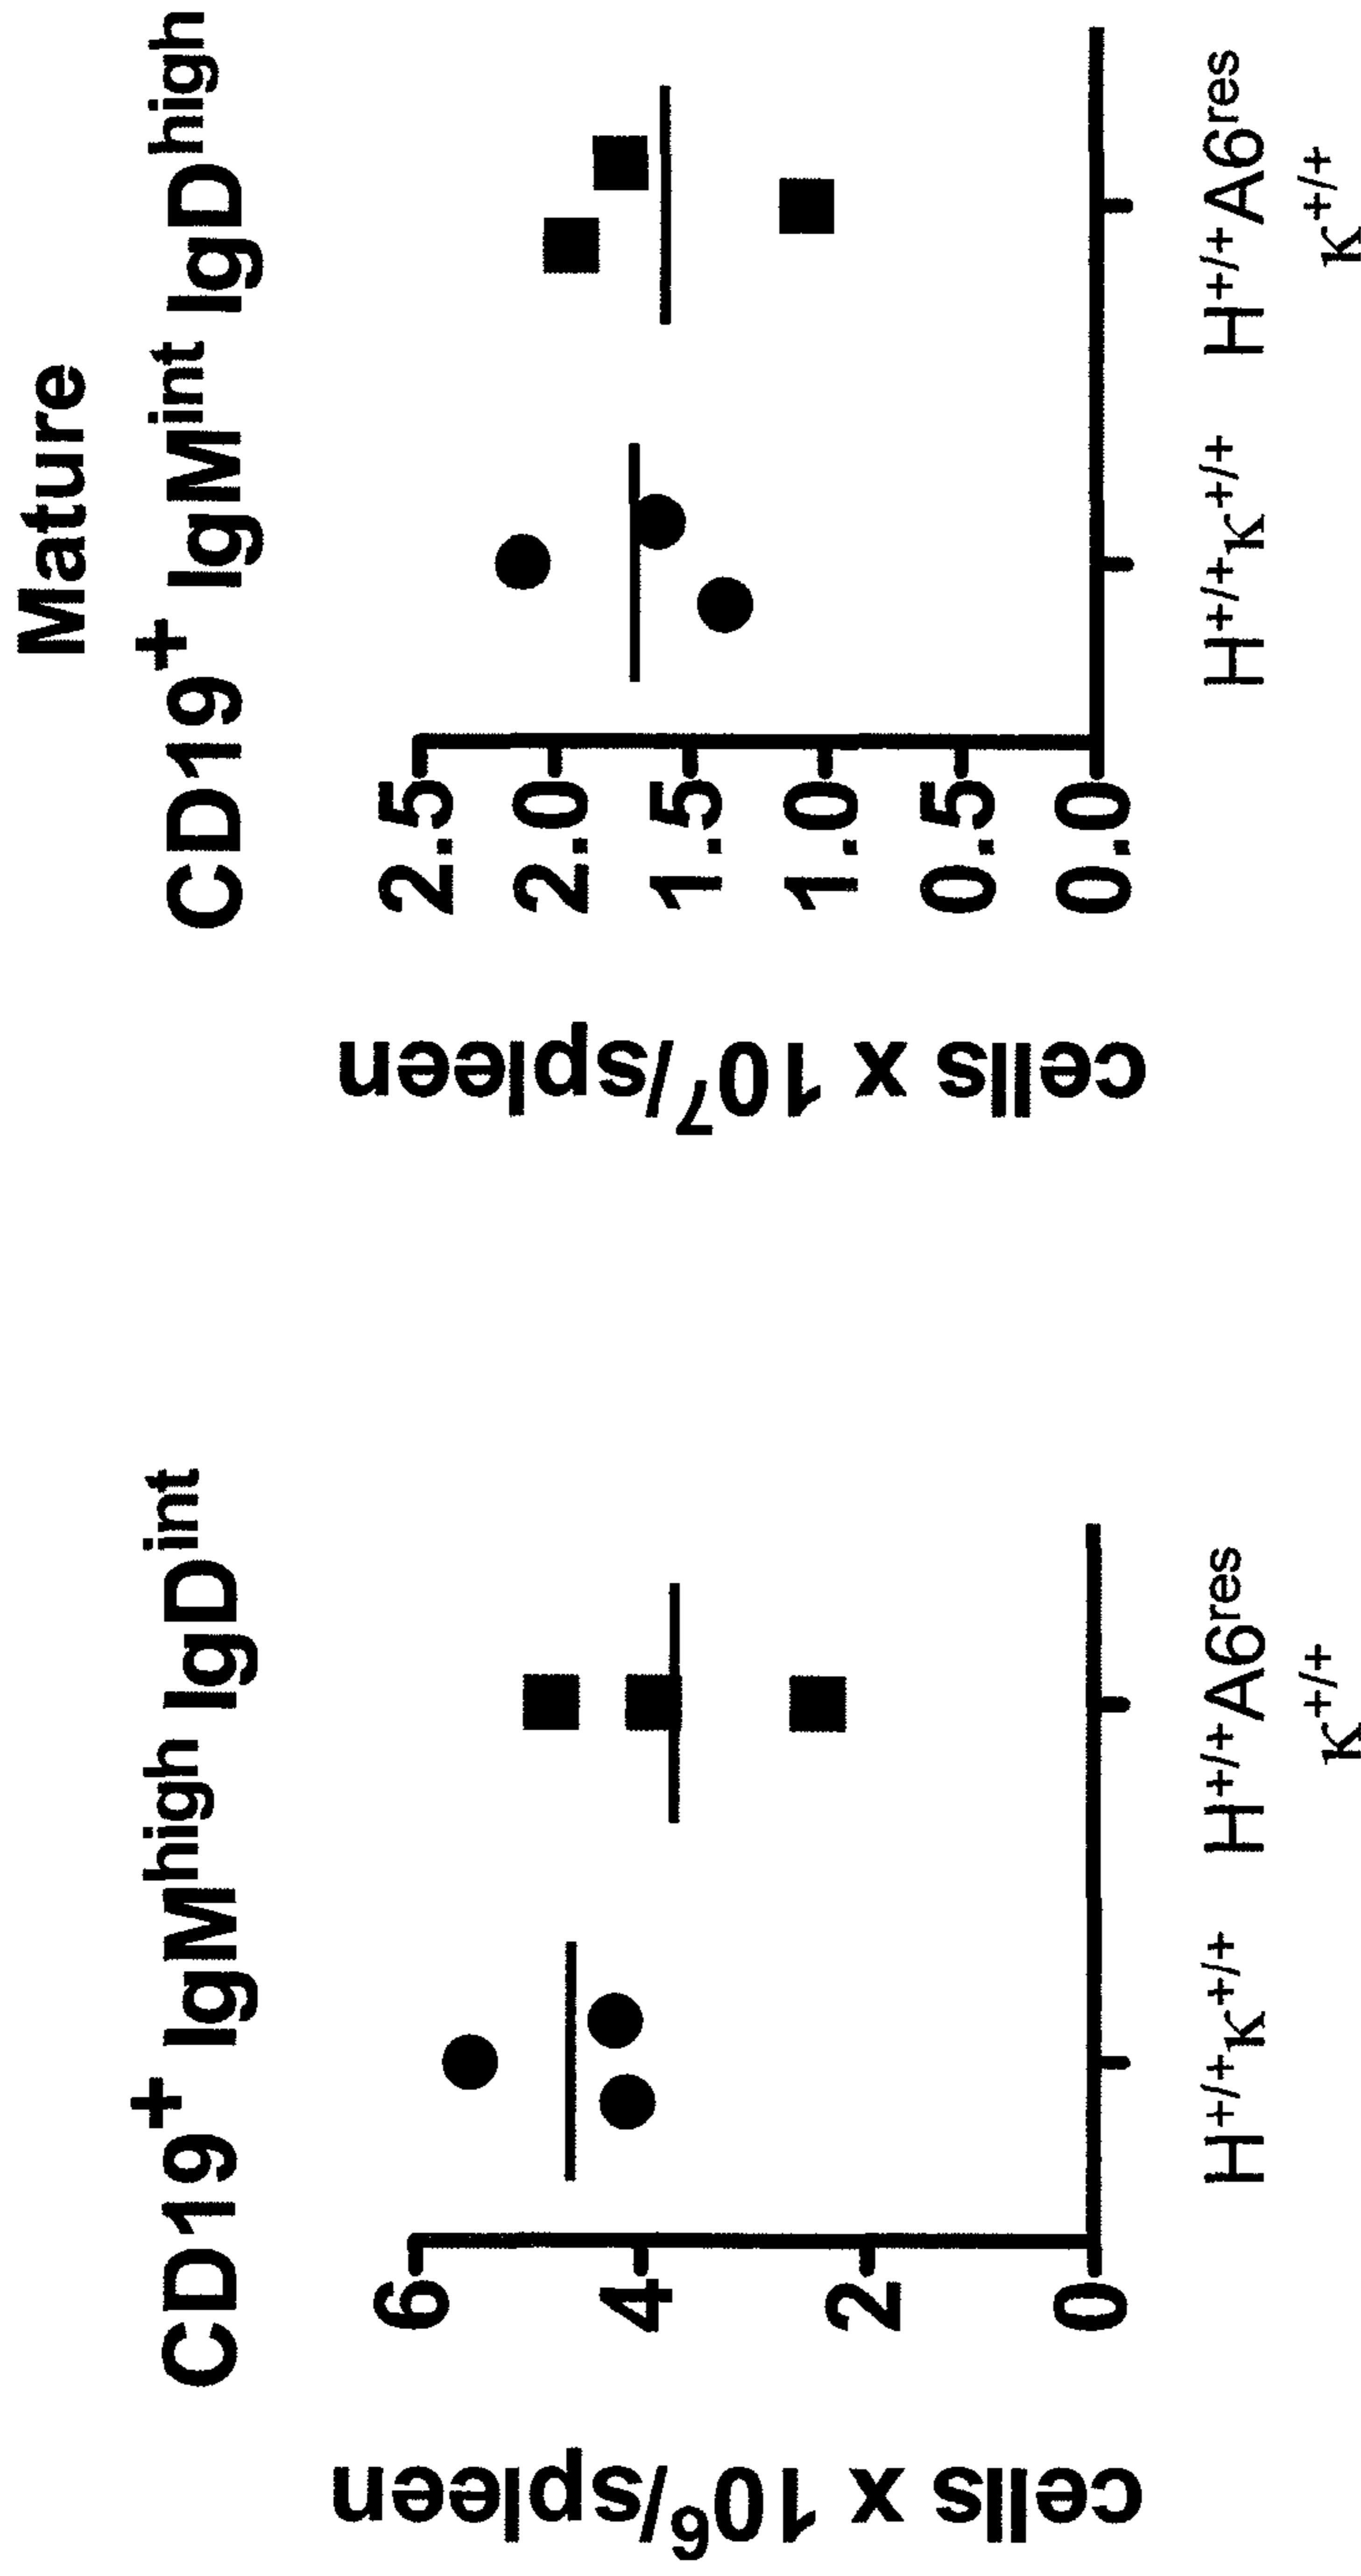 CD19⁺ IgMʰⁱᵍʰ IgDⁱⁿᵗ
cells x 10⁶/spleen
6
4
2
0
H⁺/⁺κ⁺/⁺
H⁺/⁺A6ʳᵉˢ
κ⁺/⁺
Mature
CD19⁺ IgMⁱⁿᵗ IgDʰⁱᵍʰ
cells x 10⁷/spleen
2.5
2.0
1.5
1.0
0.5
0.0
H⁺/⁺κ⁺/⁺
H⁺/⁺A6ʳᵉˢ
κ⁺/⁺